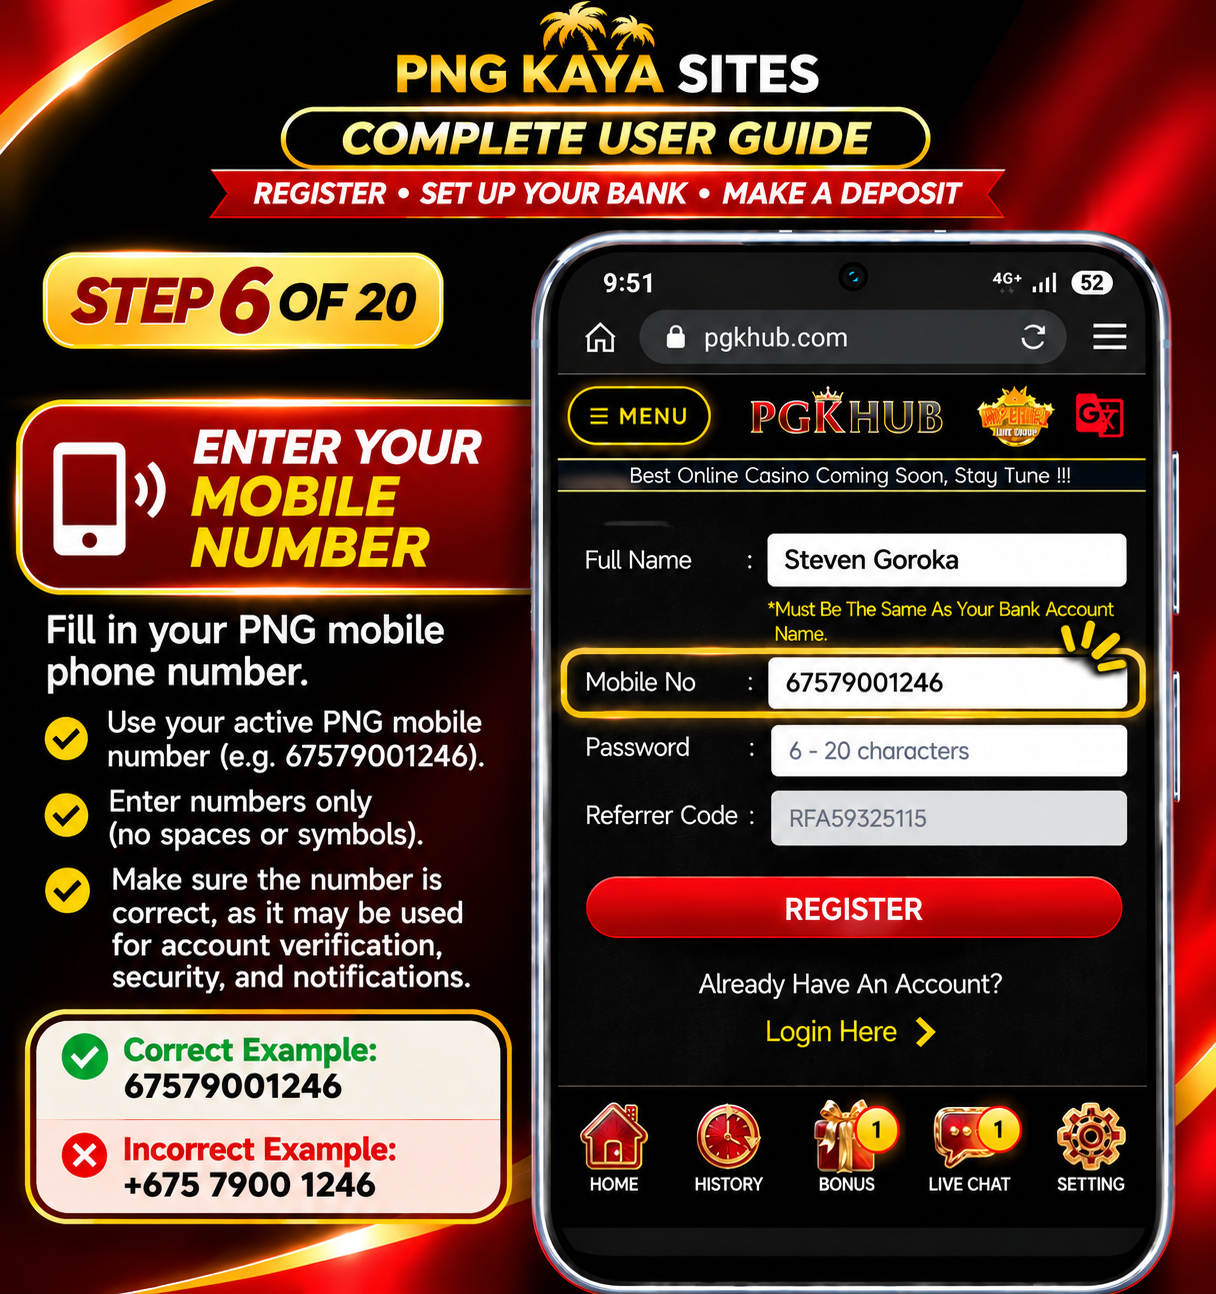 PNG KAYA SITES
COMPLETE USER GUIDE
REGISTER • SET UP YOUR BANK • MAKE A DEPOSIT
STEP 6 OF 20
ENTER YOUR
MOBILE
NUMBER
Fill in your PNG mobile
phone number.
Use your active PNG mobile
number (e.g. 67579001246).
Enter numbers only
(no spaces or symbols).
Make sure the number is
correct, as it may be used
for account verification,
security, and notifications.
Correct Example:
67579001246
Incorrect Example:
+675 7900 1246
9:51
4G+
52
pgkhub.com
☰ MENU
PGKHUB
G文
Best Online Casino Coming Soon, Stay Tune !!!
Full Name : Steven Goroka
*Must Be The Same As Your Bank Account
Name.
Mobile No : 67579001246
Password : 6 - 20 characters
Referrer Code : RFA59325115
REGISTER
Already Have An Account?
Login Here
1
1
HOME
HISTORY
BONUS
LIVE CHAT
SETTING